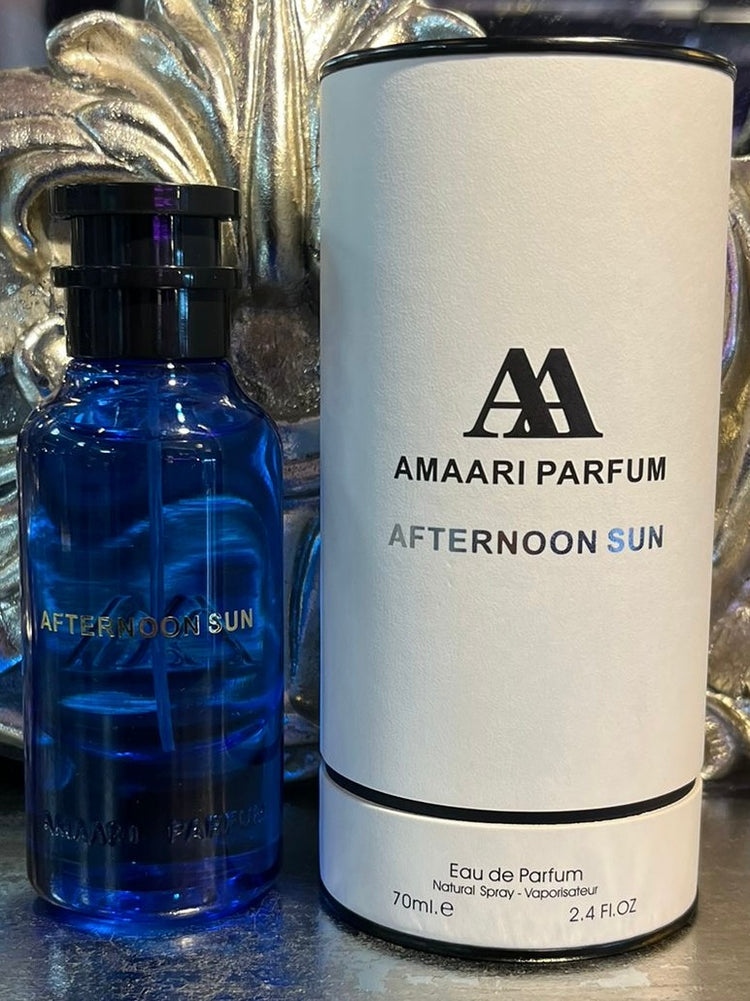 AFTERNOON SUN
AMAARI PARFUM
AA
AMAARI PARFUM
AFTERNOON SUN
Eau de Parfum
Natural Spray - Vaporisateur
70ml.e
2.4 Fl.OZ